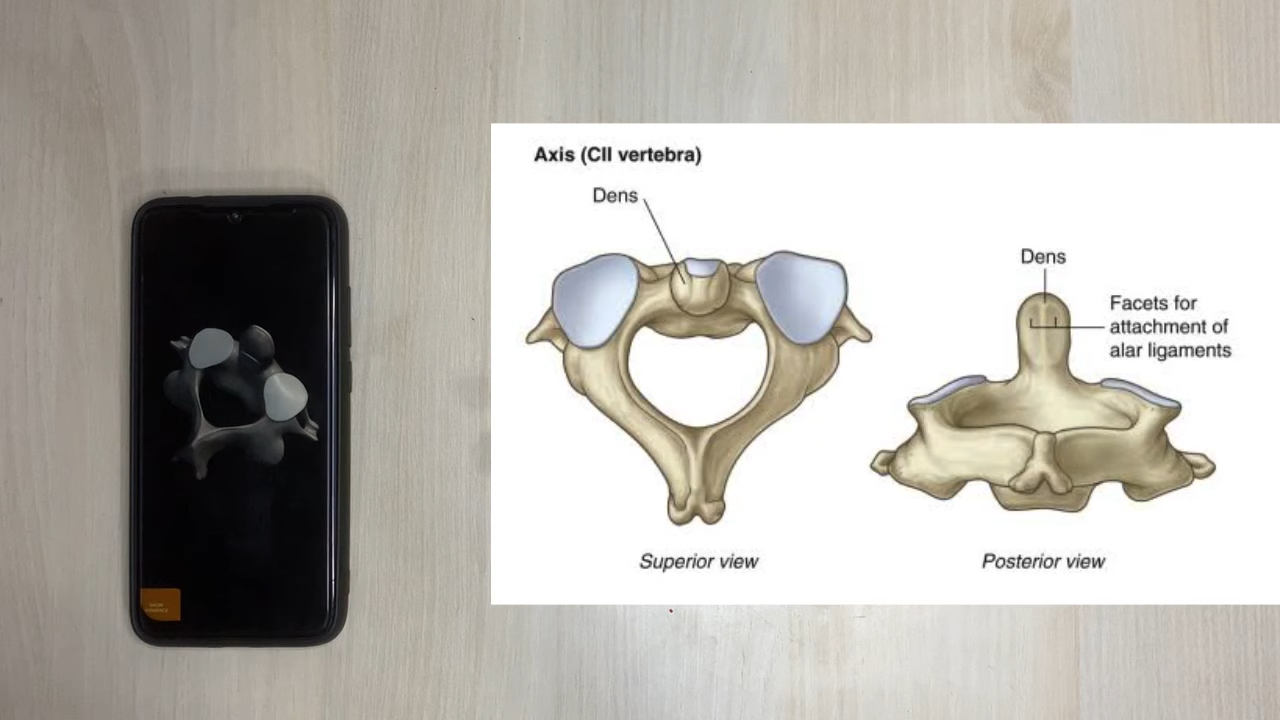 Axis (CII vertebra)
Dens
Dens
Facets for
attachment of
alar ligaments
Superior view
Posterior view